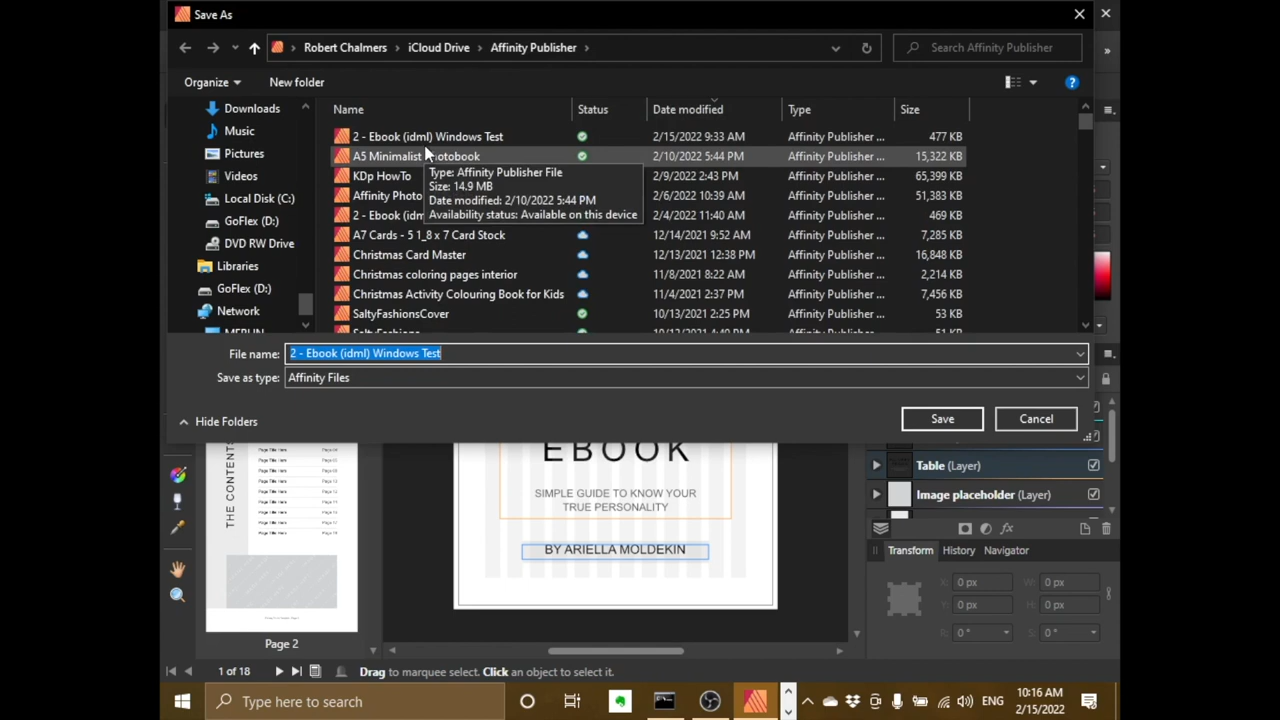 Save As
Robert Chalmers
iCloud Drive
Affinity Publisher
Search Affinity Publisher
Organize
New folder
Name
Status
Date modified
Type
Size
Downloads
Music
Pictures
Videos
Local Disk (C:)
GoFlex (D:)
DVD RW Drive
Libraries
GoFlex (D:)
Network
2 - Ebook (idml) Windows Test 2/15/2022 9:33 AM Affinity Publisher ... 477 KB
A5 Minimalist 2/10/2022 5:44 PM Affinity Publisher ... 15,322 KB
KDp HowTo 2/9/2022 2:43 PM Affinity Publisher ... 65,399 KB
Affinity Photo 2/6/2022 10:39 AM Affinity Publisher ... 51,383 KB
2 - Ebook (idm 2/4/2022 11:40 AM Affinity Publisher ... 469 KB
A7 Cards - 5 1_8 x 7 Card Stock 12/14/2021 9:52 AM Affinity Publisher ... 7,285 KB
Christmas Card Master 12/13/2021 12:38 PM Affinity Publisher ... 16,848 KB
Christmas coloring pages interior 11/8/2021 8:22 AM Affinity Publisher ... 2,214 KB
Christmas Activity Colouring Book for Kids 11/4/2021 2:37 PM Affinity Publisher ... 7,456 KB
SaltyFashionsCover 10/13/2021 2:25 PM Affinity Publisher ... 53 KB
Type: Affinity Publisher File
Size: 14.9 MB
Date modified: 2/10/2022 5:44 PM
Availability status: Available on this device
File name: 2 - Ebook (idml) Windows Test
Save as type: Affinity Files
Hide Folders
Save
Cancel
THE CONTENTS
Page 2
EBOOK
SIMPLE GUIDE TO KNOW YOUR
TRUE PERSONALITY
BY ARIELLA MOLDEKIN
Table (Layer)
Image placeholder (Layer)
fx
Transform
History
Navigator
X: 0 px
W: 0 px
Y: 0 px
H: 0 px
R: 0 °
S: 0 °
1 of 18
Drag to marquee select. Click an object to select it.
Type here to search
ENG
10:16 AM
2/15/2022